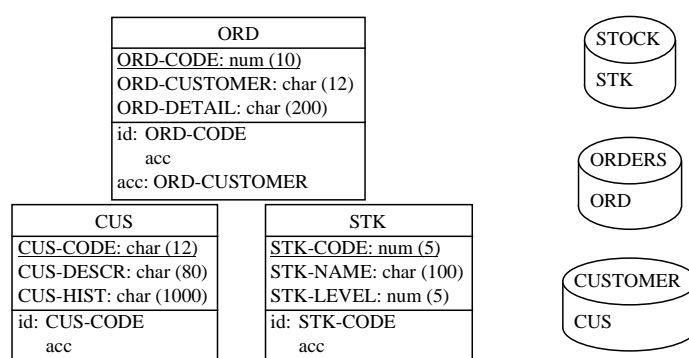 ORD
ORD-CODE: num (10)
ORD-CUSTOMER: char (12)
ORD-DETAIL: char (200)
id: ORD-CODE
acc
acc: ORD-CUSTOMER
CUS
CUS-CODE: char (12)
CUS-DESCR: char (80)
CUS-HIST: char (1000)
id: CUS-CODE
acc
STK
STK-CODE: num (5)
STK-NAME: char (100)
STK-LEVEL: num (5)
id: STK-CODE
acc
STOCK
STK
ORDERS
ORD
CUSTOMER
CUS